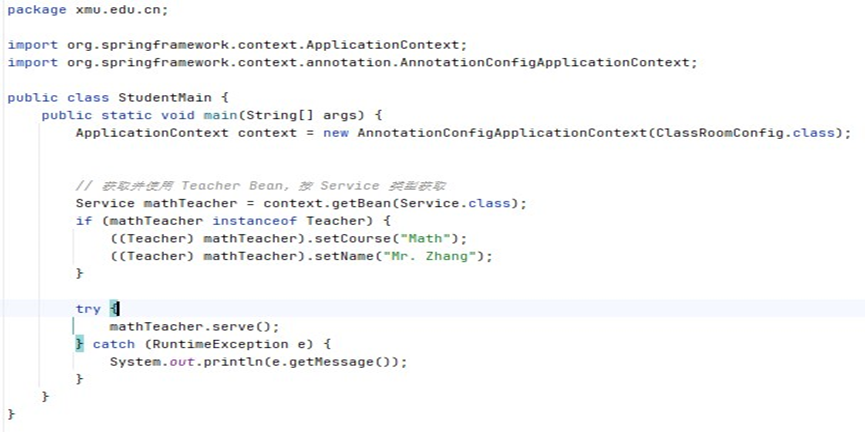 package xmu.edu.cn;
import org.springframework.context.ApplicationContext;
import org.springframework.context.annotation.AnnotationConfigApplicationContext;
public class StudentMain {
public static void main(String[] args) {
ApplicationContext context = new AnnotationConfigApplicationContext(ClassRoomConfig.class);
// 获取并使用 Teacher Bean, 按 Service 类型获取
Service mathTeacher = context.getBean(Service.class);
if (mathTeacher instanceof Teacher) {
((Teacher) mathTeacher).setCourse("Math");
((Teacher) mathTeacher).setName("Mr. Zhang");
}
try {
mathTeacher.serve();
} catch (RuntimeException e) {
System.out.println(e.getMessage());
}
}
}